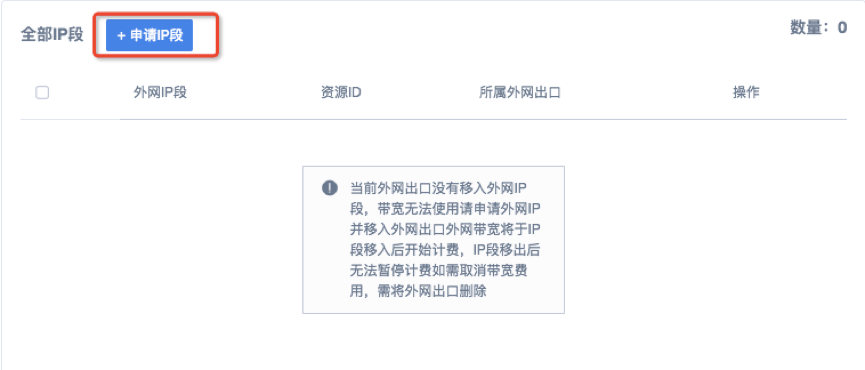 全部IP段
+ 申请IP段
数量：0
外网IP段
资源ID
所属外网出口
操作
当前外网出口没有移入外网IP
段，带宽无法使用请申请外网IP
并移入外网出口外网带宽将于IP
段移入后开始计费，IP段移出后
无法暂停计费如需取消带宽费
用，需将外网出口删除